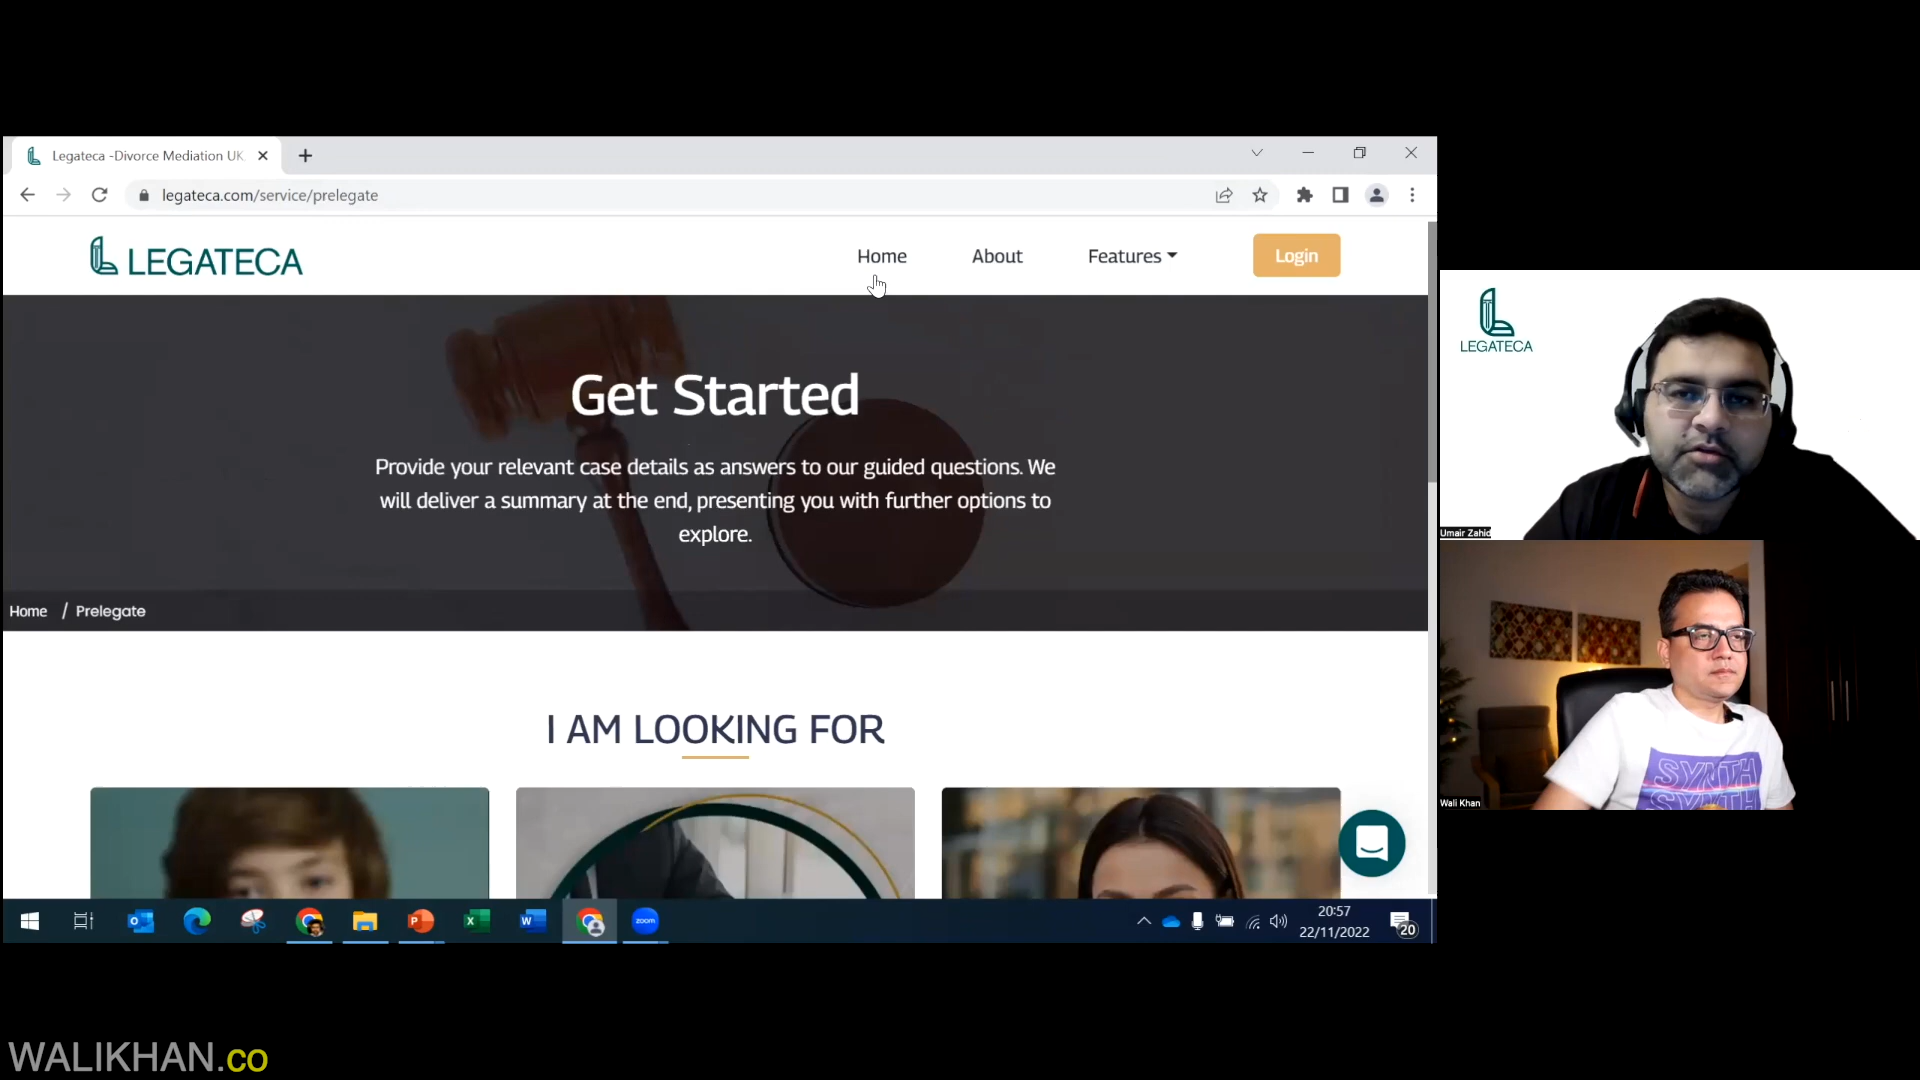 Legateca -Divorce Mediation UK
legateca.com/service/prelegate
LEGATECA
Home
About
Features
Login
Get Started
Provide your relevant case details as answers to our guided questions. We
will deliver a summary at the end, presenting you with further options to
explore.
Home / Prelegate
I AM LOOKING FOR
zoom
20:57
22/11/2022
20
LEGATECA
Umair Zahid
SYNTH
SYNTH
Wali Khan
WALIKHAN.co